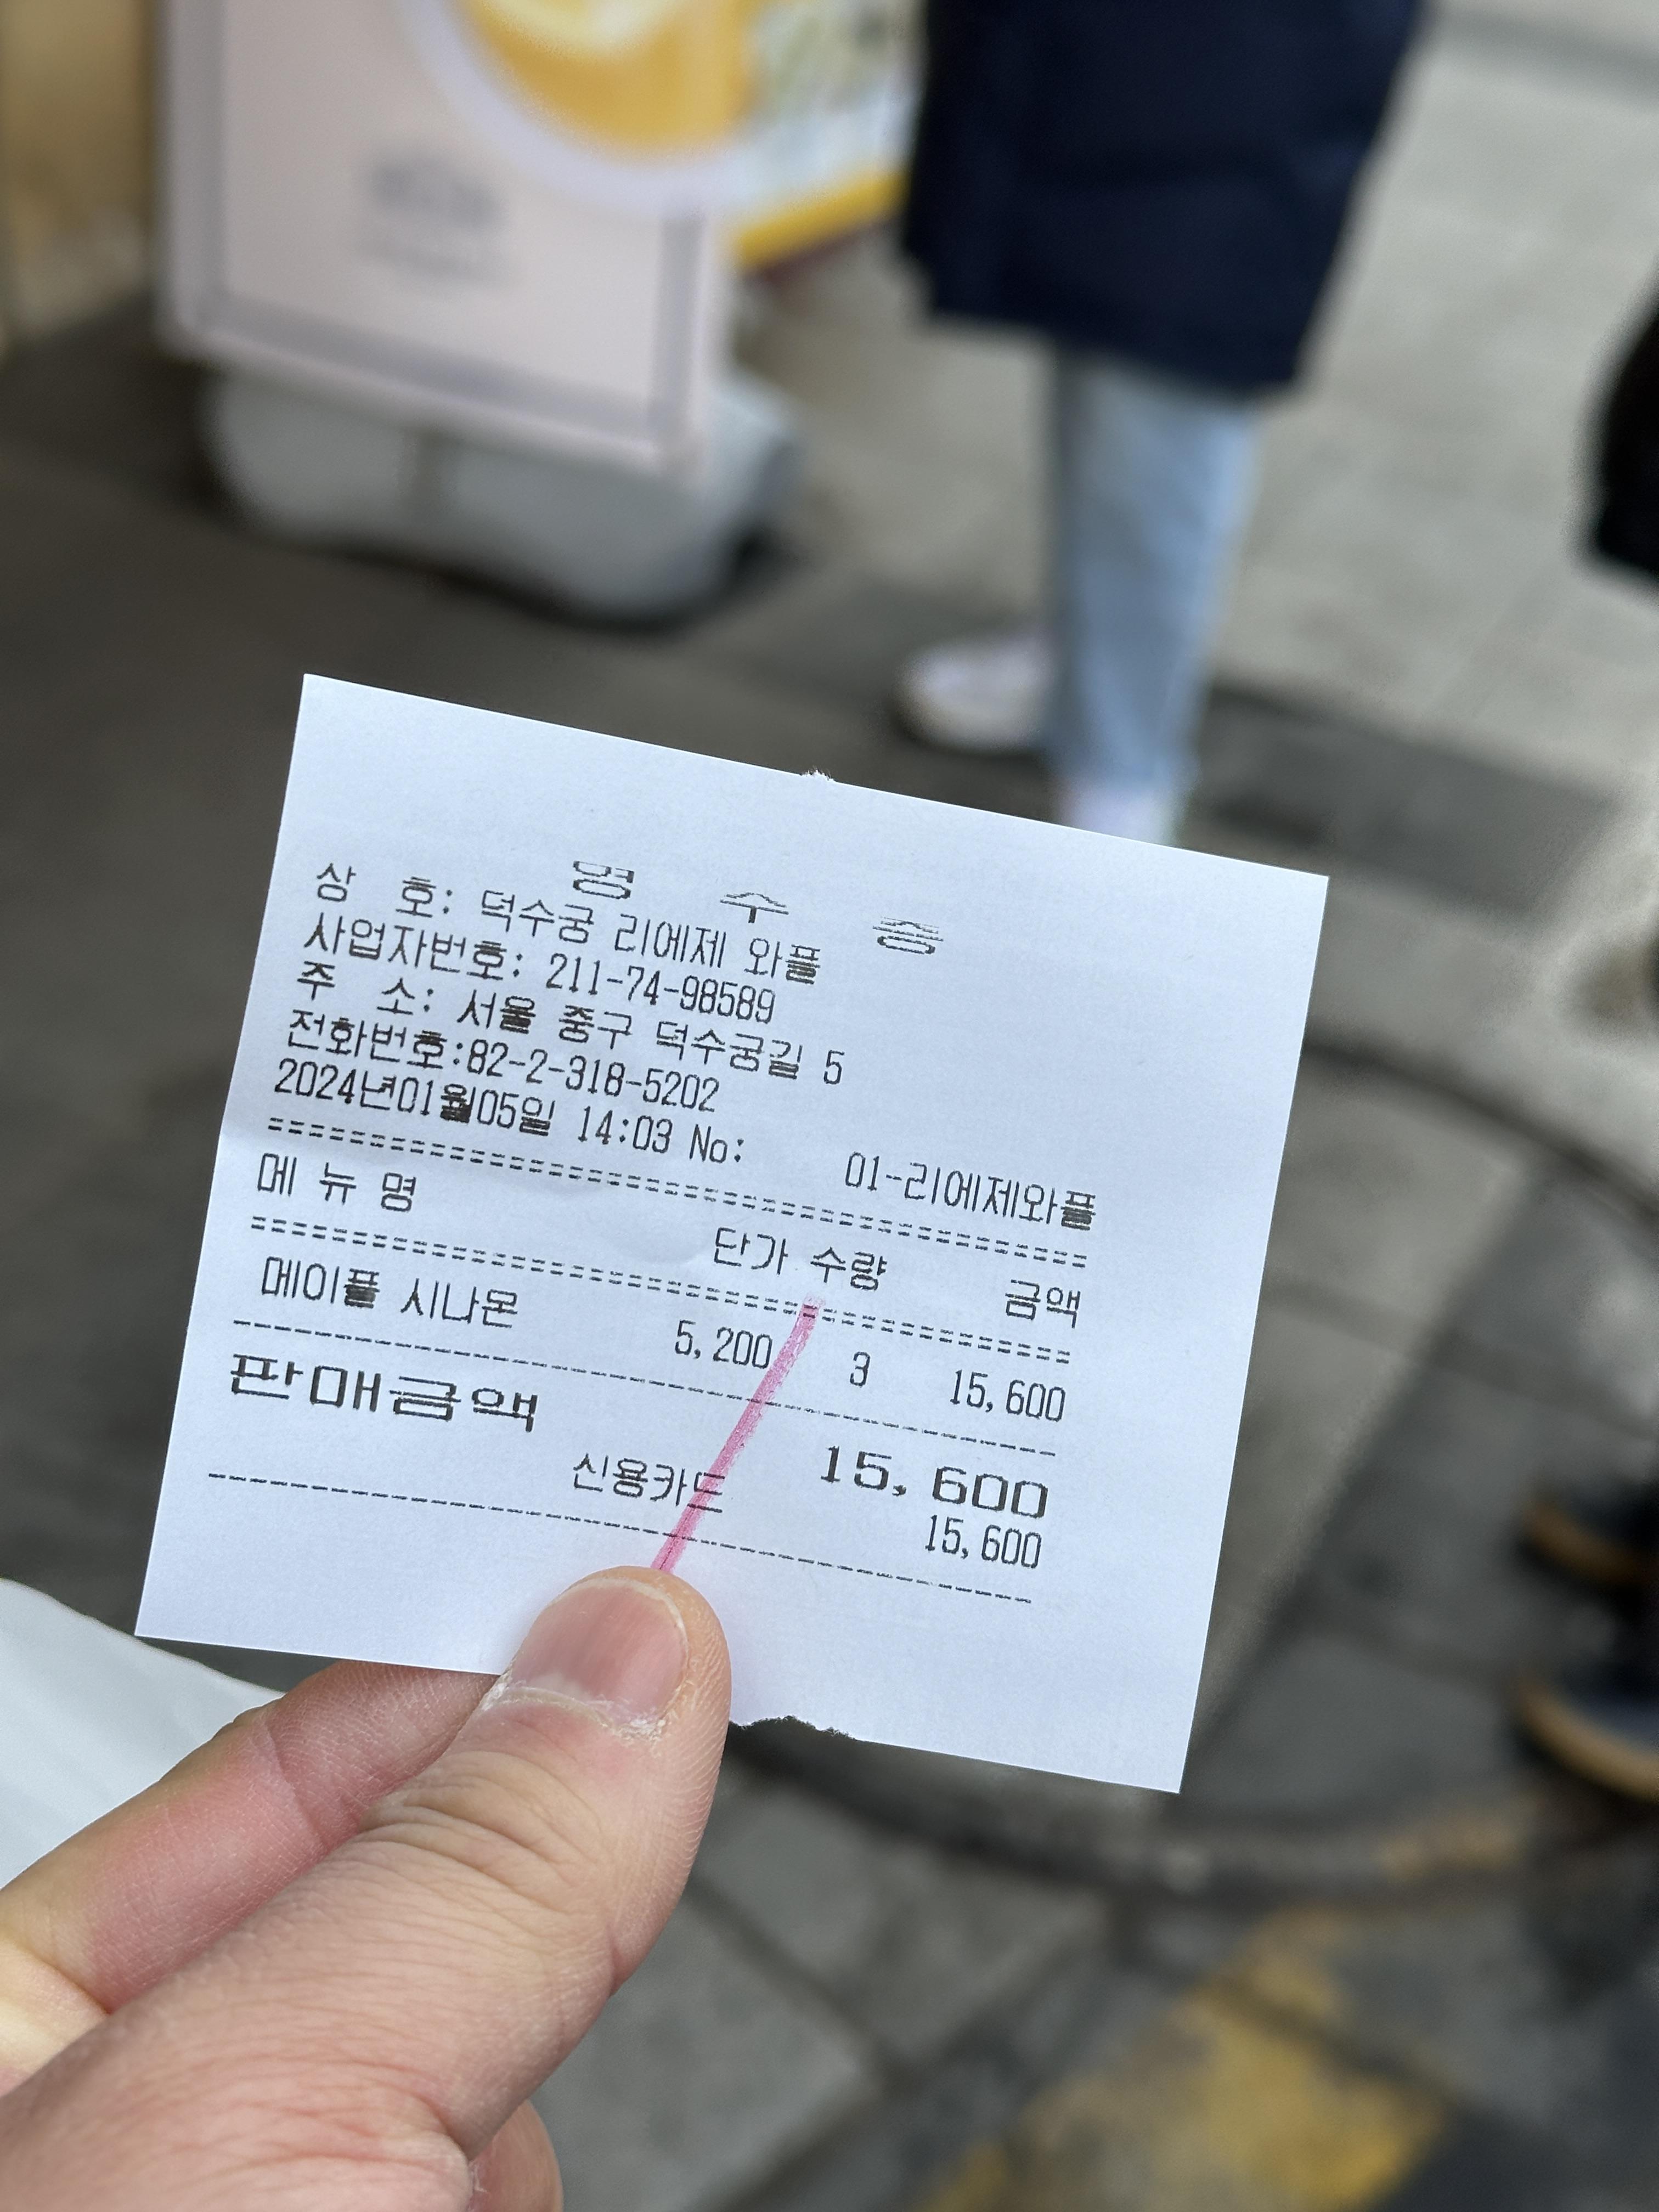 영 수 증
상 호: 덕수궁 리에제 와플
사업자번호: 211-74-98589
주 소: 서울 중구 덕수궁길 5
전화번호:82-2-318-5202
2024년01월05일 14:03 No: 01-리에제와플
메 뉴 명 단가 수량 금액
메이플 시나몬 5,200 3 15,600
판매금액 15,600
신용카드 15,600